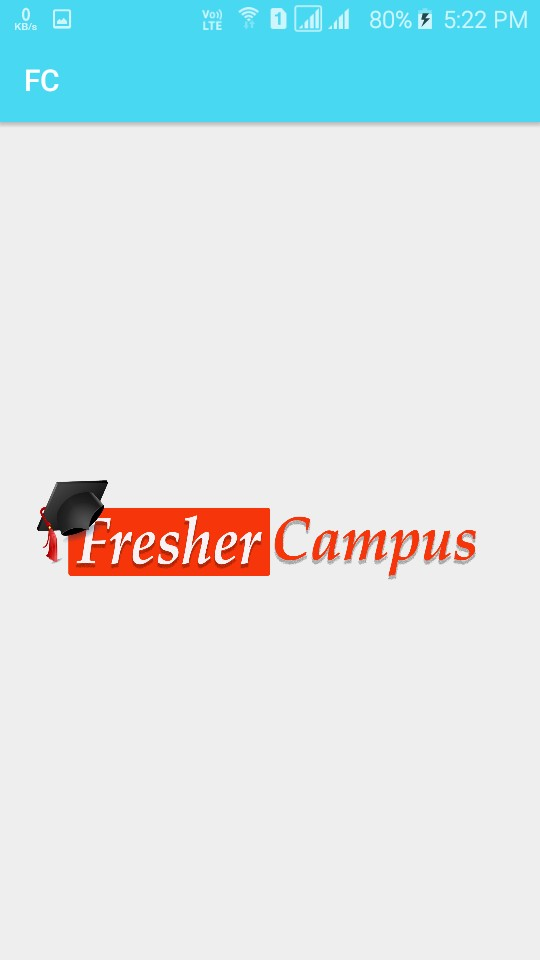 0 KB/s Vo)) LTE 1 80% 5:22 PM
FC
Fresher Campus